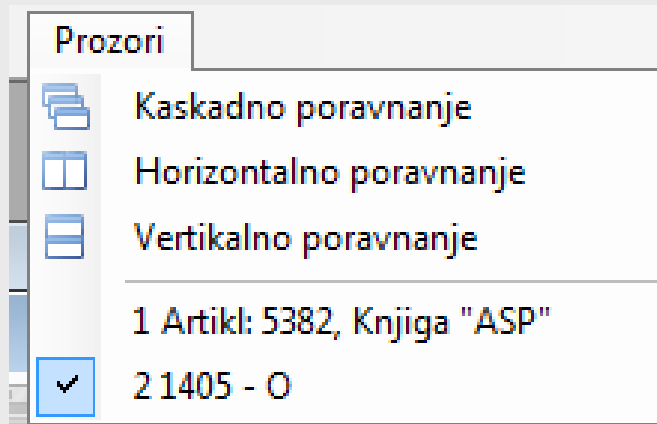 Prozori
Kaskadno poravnanje
Horizontalno poravnanje
Vertikalno poravnanje
1 Artikl: 5382, Knjiga "ASP"
2 1405 - O